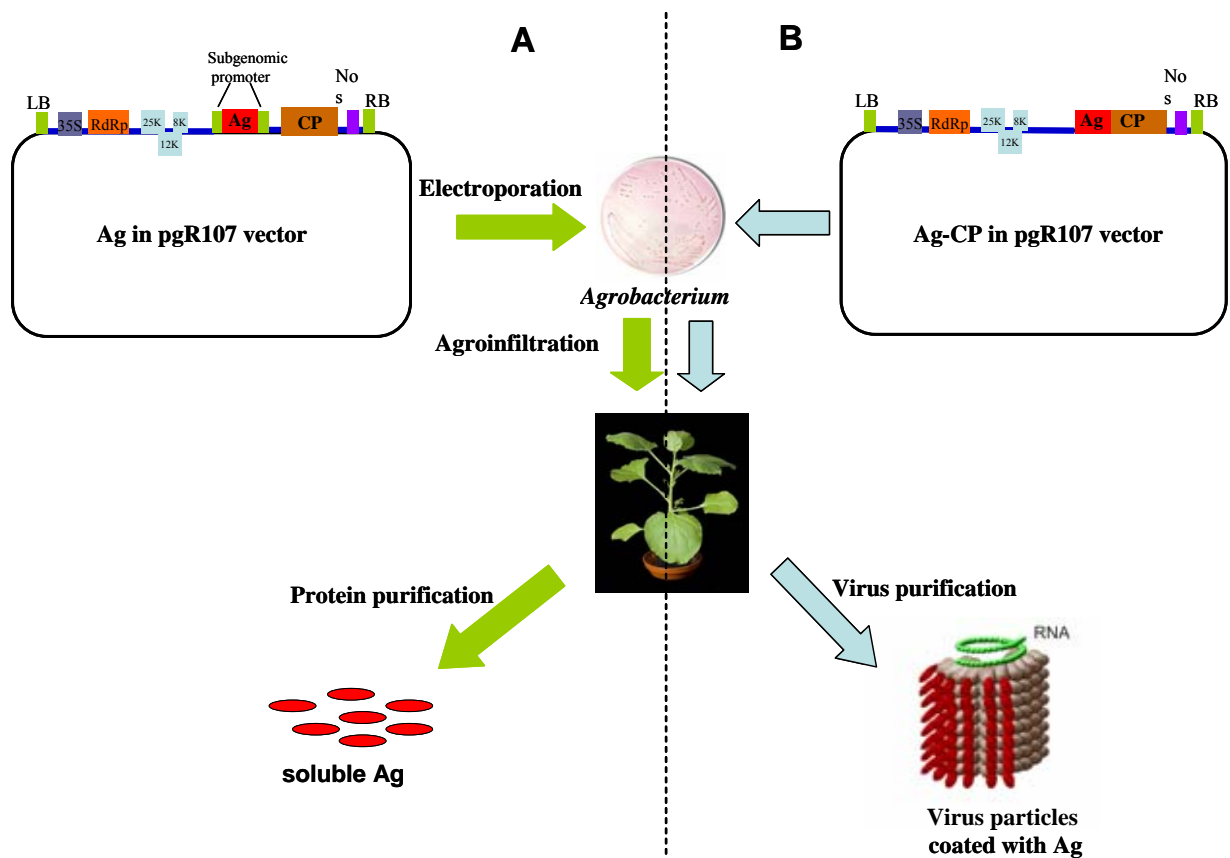 A
B
Subgenomic
promoter
No
s
LB
RB
35S
RdRp
25K
8K
12K
Ag
CP
Ag in pgR107 vector
No
s
LB
RB
35S
RdRp
25K
8K
12K
Ag
CP
Ag-CP in pgR107 vector
Electroporation
Agrobacterium
Agroinfiltration
Protein purification
Virus purification
RNA
soluble Ag
Virus particles
coated with Ag